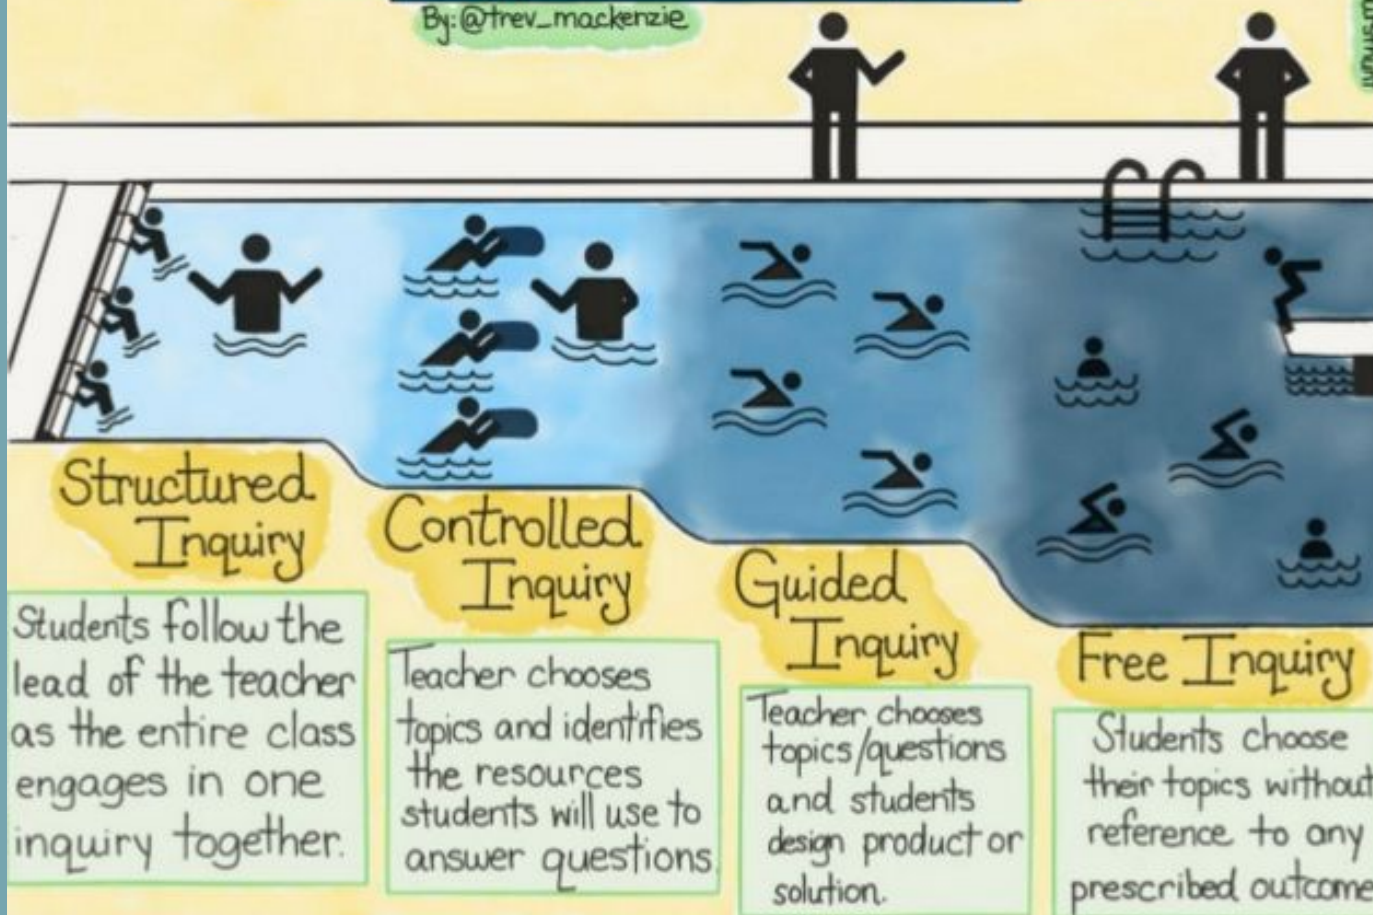 By: @trev_mackenzie
Structured
Inquiry
Students follow the
lead of the teacher
as the entire class
engages in one
inquiry together.
Controlled
Inquiry
Teacher chooses
topics and identifies
the resources
students will use to
answer questions.
Guided
Inquiry
Teacher chooses
topics/questions
and students
design product or
solution.
Free Inquiry
Students choose
their topics without
reference to any
prescribed outcome